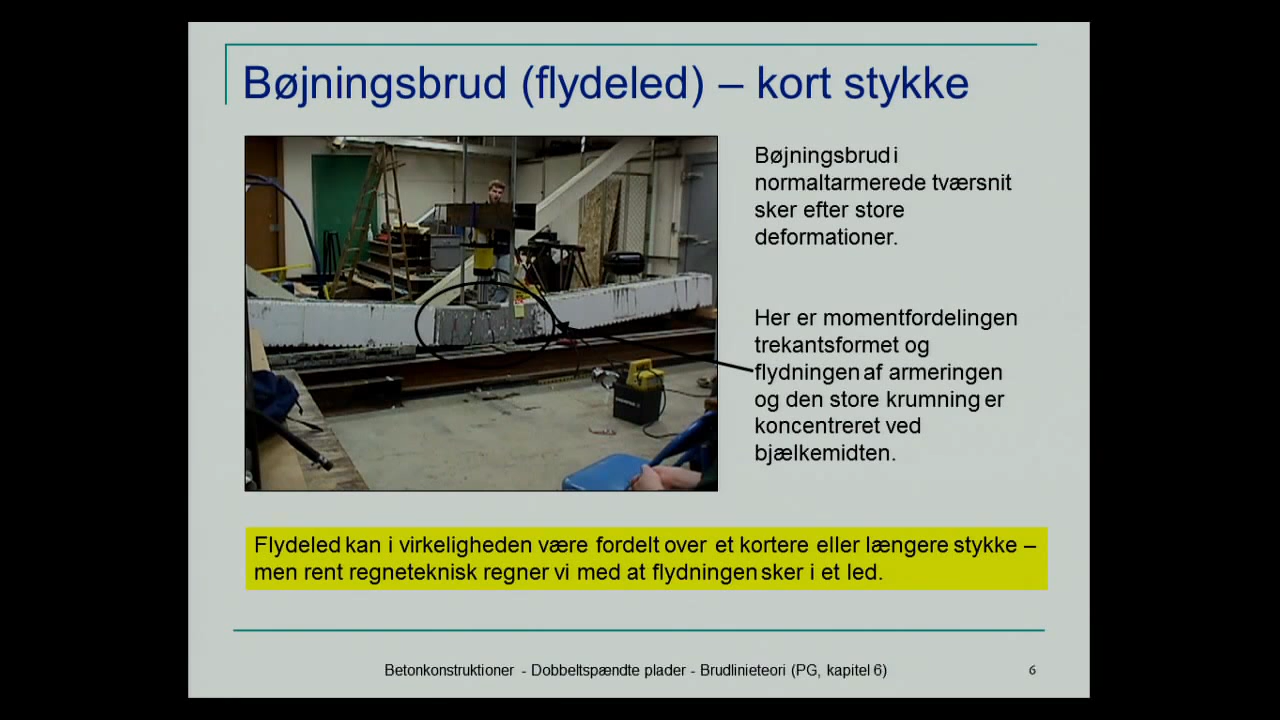 Bøjningsbrud (flydeled) – kort stykke
Bøjningsbrud i
normaltarmerede tværsnit
sker efter store
deformationer.
Her er momentfordelingen
trekantsformet og
flydningen af armeringen
og den store krumning er
koncentreret ved
bjælkemidten.
Flydeled kan i virkeligheden være fordelt over et kortere eller længere stykke –
men rent regneteknisk regner vi med at flydningen sker i et led.
Betonkonstruktioner - Dobbeltspændte plader - Brudlinieteori (PG, kapitel 6)
6